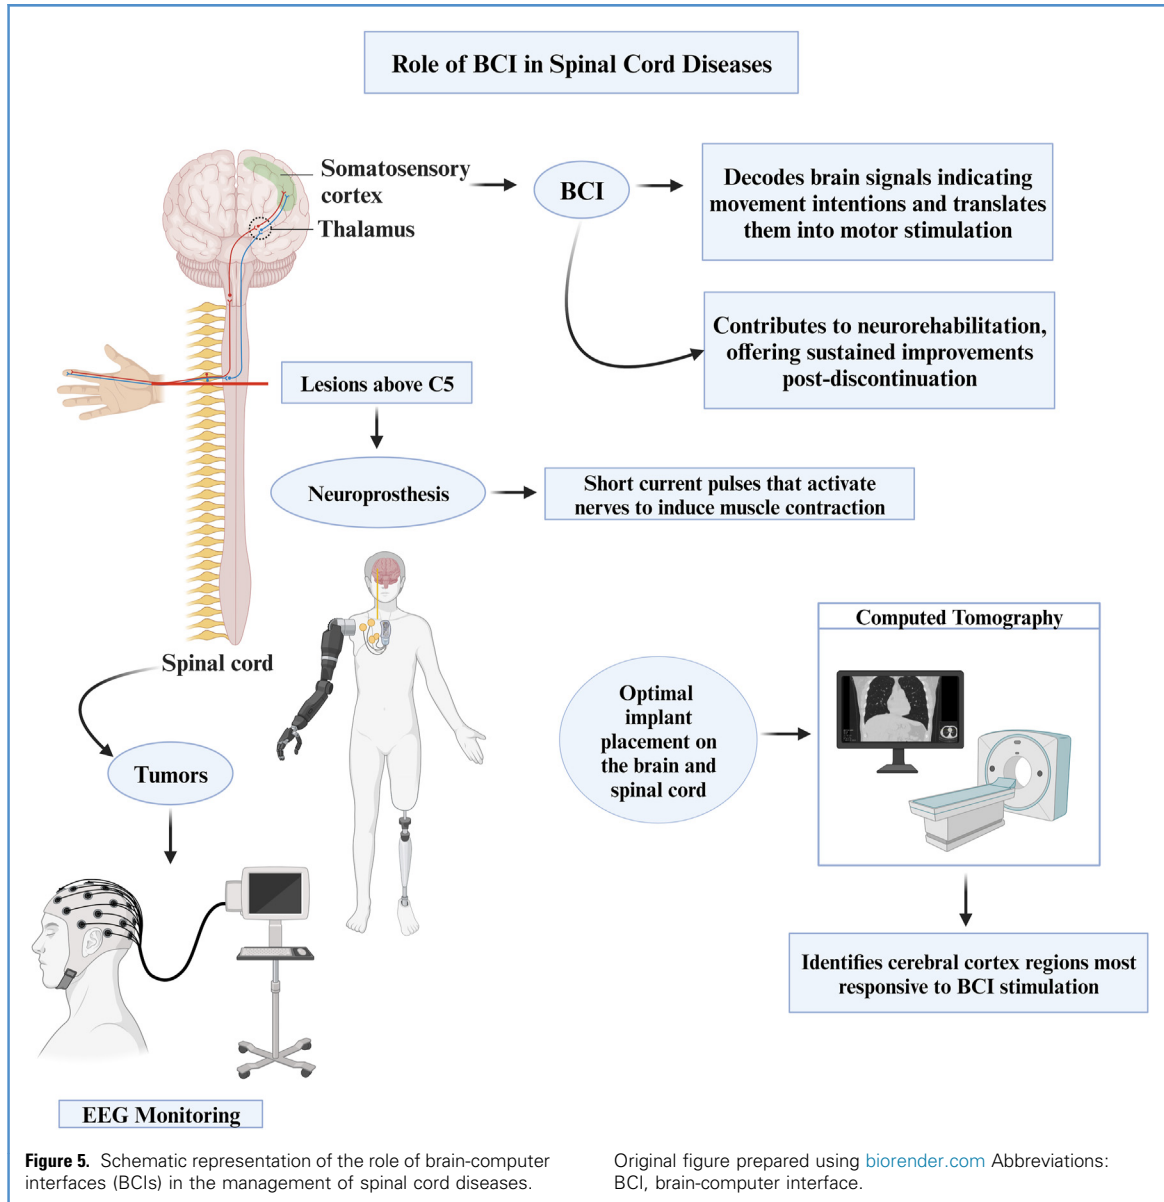 Role of BCI in Spinal Cord Diseases
Somatosensory
cortex
Thalamus
BCI
Decodes brain signals indicating
movement intentions and translates
them into motor stimulation
Contributes to neurorehabilitation,
offering sustained improvements
post-discontinuation
Lesions above C5
Neuroprosthesis
Short current pulses that activate
nerves to induce muscle contraction
Spinal cord
Tumors
EEG Monitoring
Optimal
implant
placement on
the brain and
spinal cord
Computed Tomography
Identifies cerebral cortex regions most
responsive to BCI stimulation
Figure 5. Schematic representation of the role of brain-computer
interfaces (BCIs) in the management of spinal cord diseases.
Original figure prepared using biorender.com Abbreviations:
BCI, brain-computer interface.